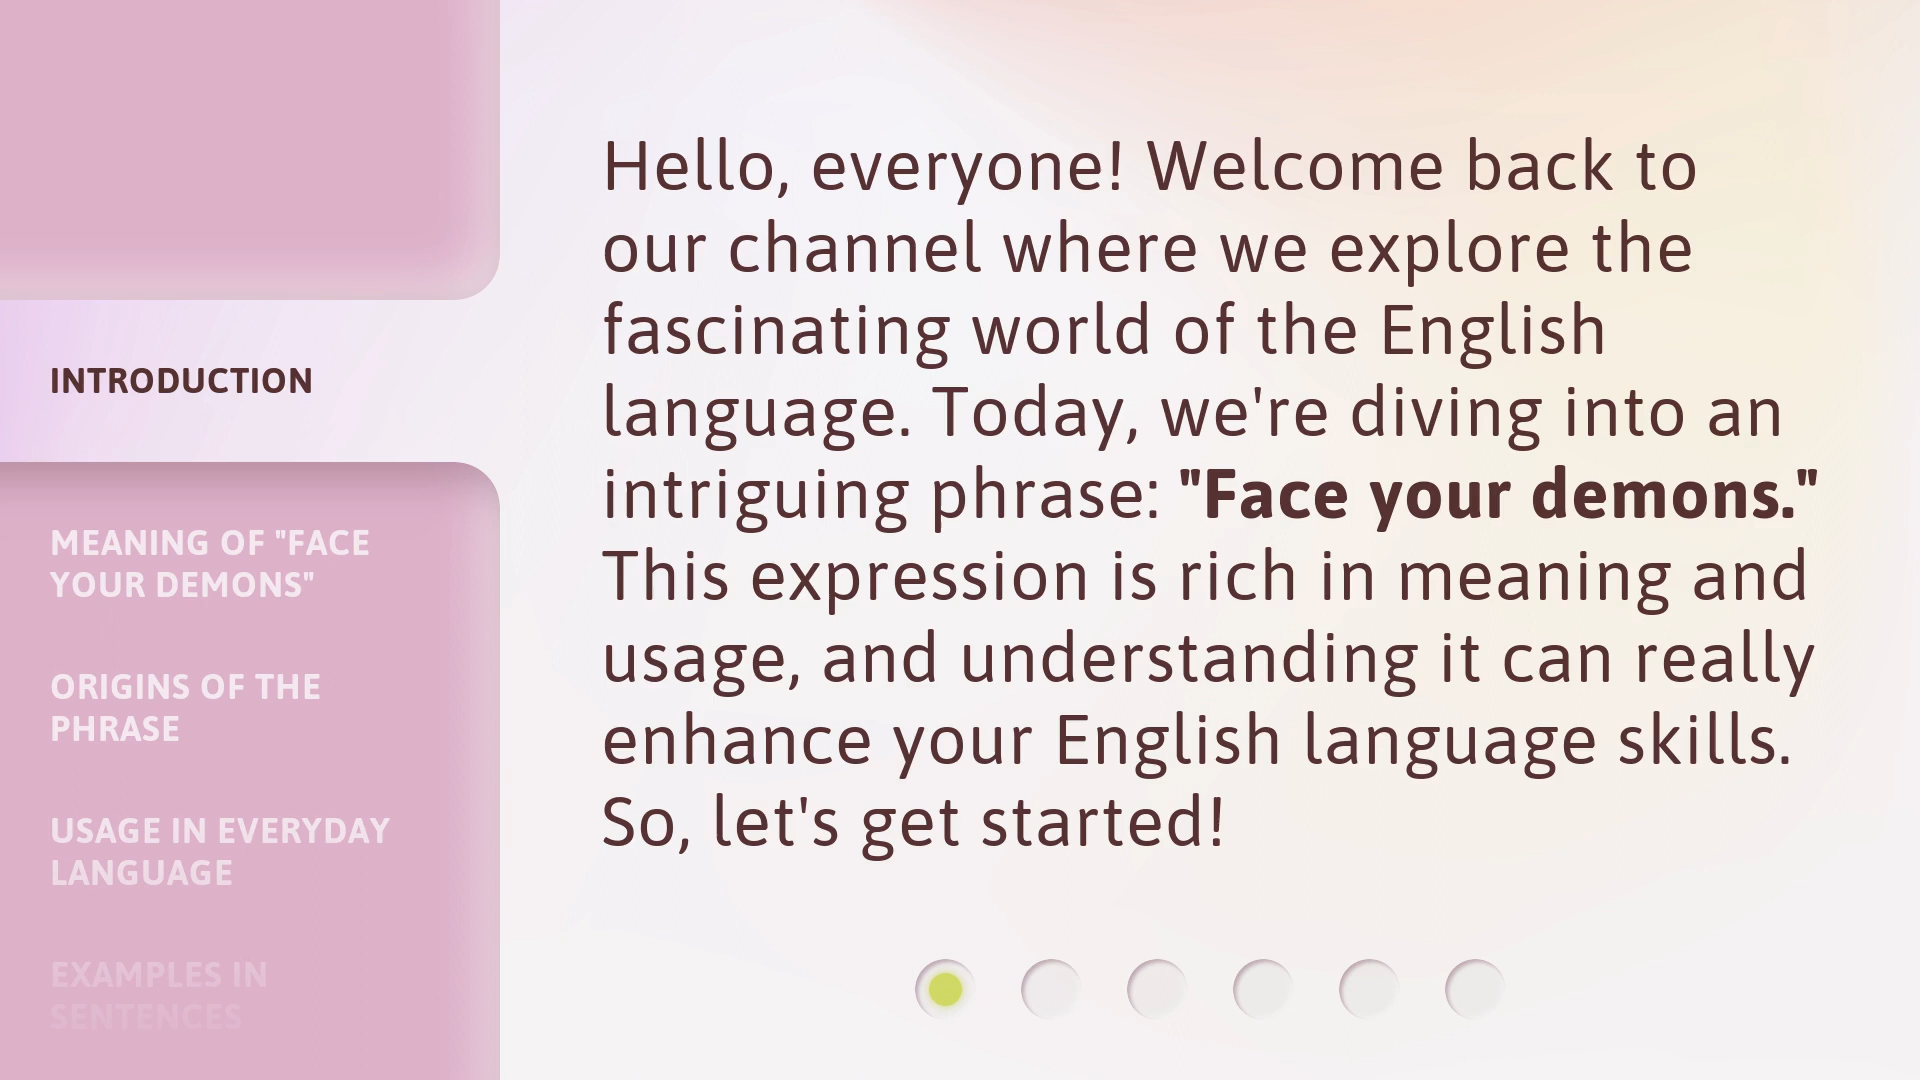 INTRODUCTION
MEANING OF "FACE
YOUR DEMONS"
ORIGINS OF THE
PHRASE
USAGE IN EVERYDAY
LANGUAGE
EXAMPLES IN
SENTENCES
Hello, everyone! Welcome back to
our channel where we explore the
fascinating world of the English
language. Today, we're diving into an
intriguing phrase: "Face your demons."
This expression is rich in meaning and
usage, and understanding it can really
enhance your English language skills.
So, let's get started!